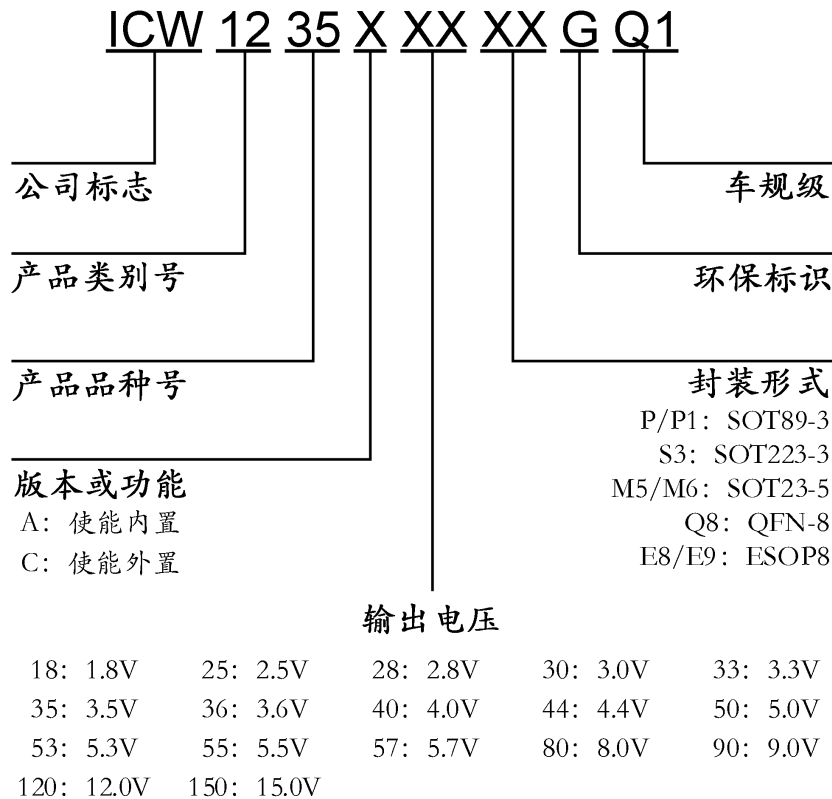 ICW 12 35 X XX XX G Q1
公司标志
车规级
产品类别号
环保标识
产品品种号
封装形式
P/P1: SOT89-3
S3: SOT223-3
M5/M6: SOT23-5
Q8: QFN-8
E8/E9: ESOP8
版本或功能
A: 使能内置
C: 使能外置
输出电压
18: 1.8V 25: 2.5V 28: 2.8V 30: 3.0V 33: 3.3V
35: 3.5V 36: 3.6V 40: 4.0V 44: 4.4V 50: 5.0V
53: 5.3V 55: 5.5V 57: 5.7V 80: 8.0V 90: 9.0V
120: 12.0V 150: 15.0V